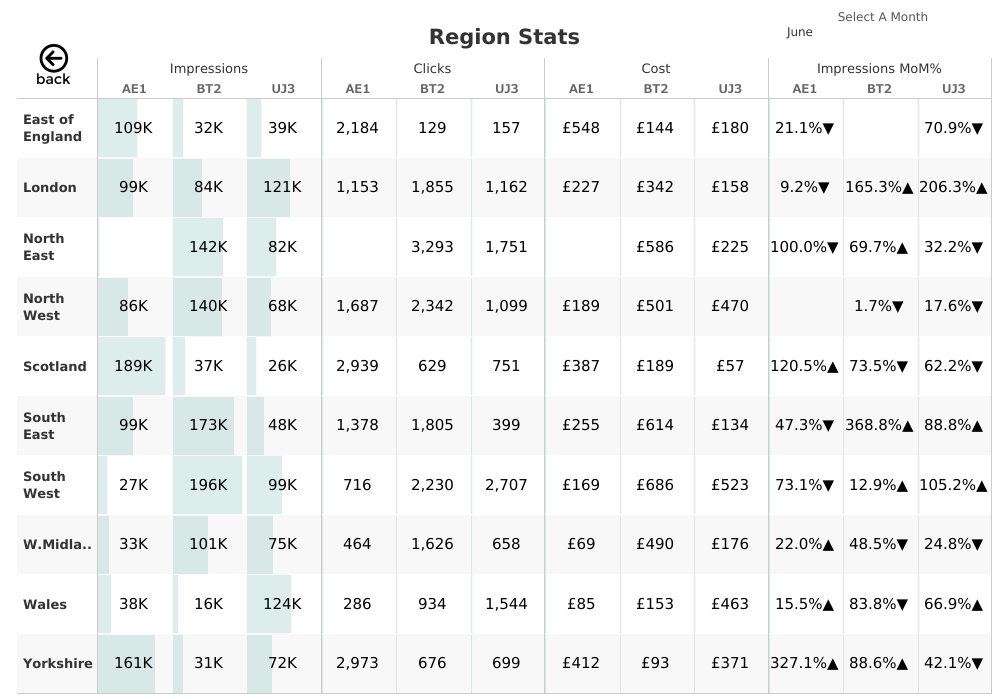 Select A Month
June
Region Stats
back
Impressions Clicks Cost Impressions MoM%
AE1 BT2 UJ3 AE1 BT2 UJ3 AE1 BT2 UJ3 AE1 BT2 UJ3
East of England 109K 32K 39K 2,184 129 157 £548 £144 £180 21.1%▼ 70.9%▼
London 99K 84K 121K 1,153 1,855 1,162 £227 £342 £158 9.2%▼ 165.3%▲ 206.3%▲
North East 142K 82K 3,293 1,751 £586 £225 100.0%▼ 69.7%▲ 32.2%▼
North West 86K 140K 68K 1,687 2,342 1,099 £189 £501 £470 1.7%▼ 17.6%▼
Scotland 189K 37K 26K 2,939 629 751 £387 £189 £57 120.5%▲ 73.5%▼ 62.2%▼
South East 99K 173K 48K 1,378 1,805 399 £255 £614 £134 47.3%▼ 368.8%▲ 88.8%▲
South West 27K 196K 99K 716 2,230 2,707 £169 £686 £523 73.1%▼ 12.9%▲ 105.2%▲
W.Midla.. 33K 101K 75K 464 1,626 658 £69 £490 £176 22.0%▲ 48.5%▼ 24.8%▼
Wales 38K 16K 124K 286 934 1,544 £85 £153 £463 15.5%▲ 83.8%▼ 66.9%▲
Yorkshire 161K 31K 72K 2,973 676 699 £412 £93 £371 327.1%▲ 88.6%▲ 42.1%▼